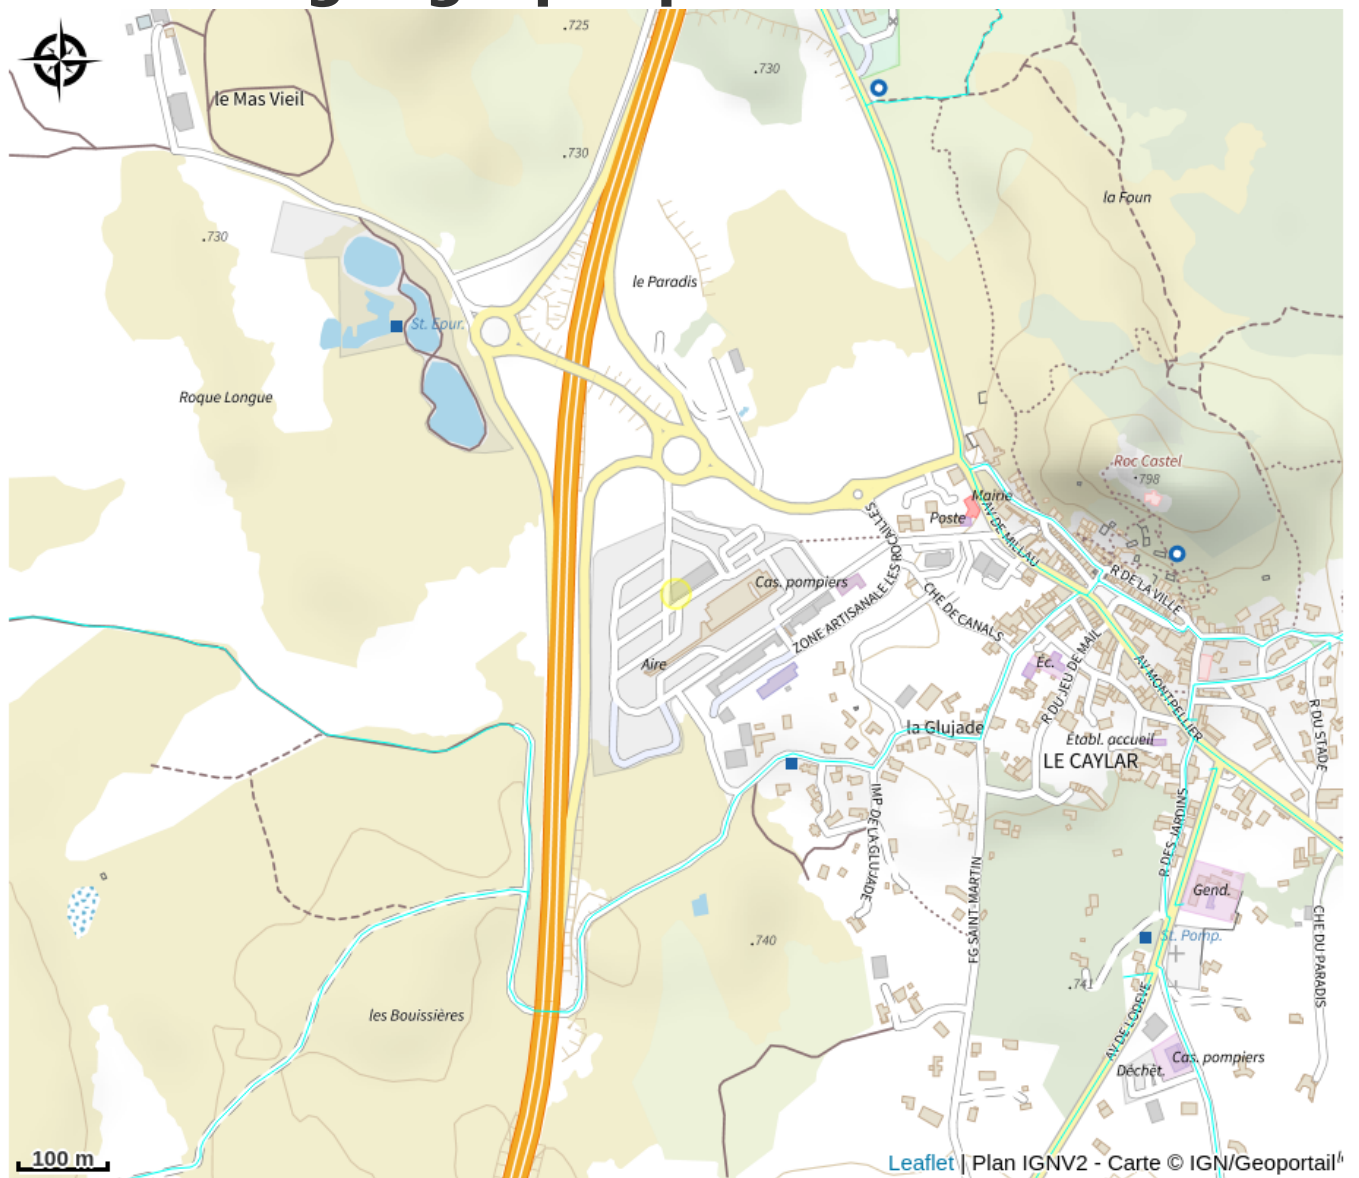 .725
.730
le Mas Vieil
.730
la Foun
.730
le Paradis
St. Epur.
Roque Longue
Roc Castel
.798
Mairie
Poste
AV DE MILLAU
ZONE ARTISANALE LES ROCAILLES
Cas. pompiers
R DE LA VILLE
CHE DE CANALS
Aire
Éc.
R DU JEU DE MAIL
AV MONTPELLIER
la Glujade
Établ. accueil
LE CAYLAR
R DU STADE
IMP DE LA GLUJADE
R DES JARDINS
FG SAINT-MARTIN
Gend.
CHE DU PARADIS
St. Pomp.
.740
.741
les Bouissières
AV DE LODEVE
Cas. pompiers
Déchèt.
100 m
Leaflet | Plan IGNV2 - Carte © IGN/Geoportail